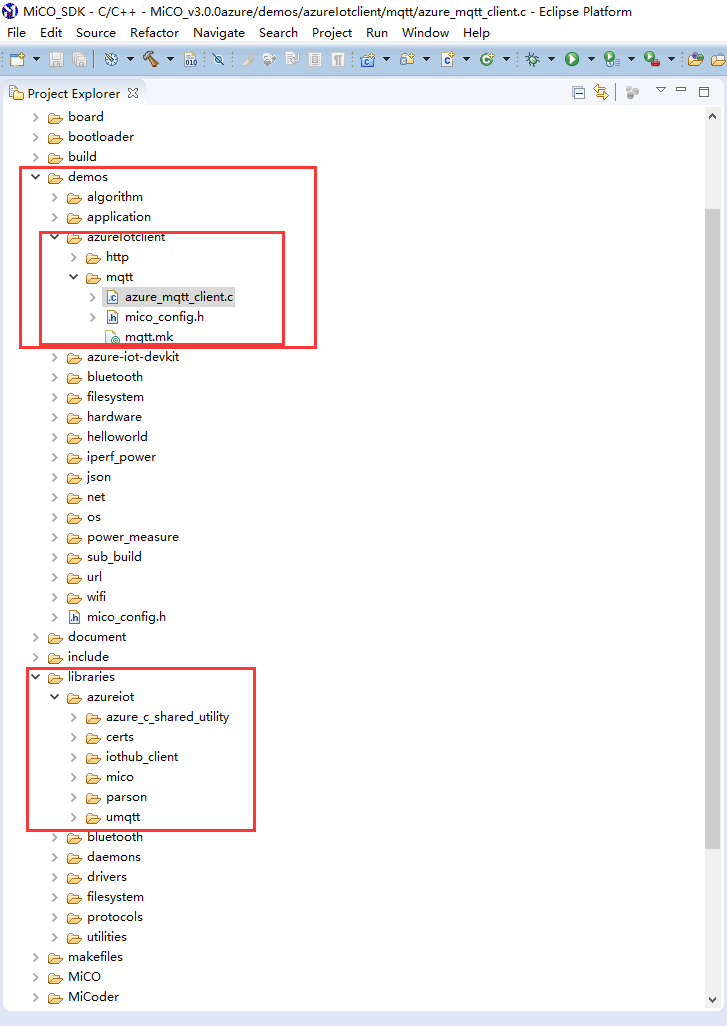 MiCO_SDK - C/C++ - MiCO_v3.0.0azure/demos/azureIotclient/mqtt/azure_mqtt_client.c - Eclipse Platform
File Edit Source Refactor Navigate Search Project Run Window Help
Project Explorer
board
bootloader
build
demos
algorithm
application
azureIotclient
http
mqtt
azure_mqtt_client.c
mico_config.h
mqtt.mk
azure-iot-devkit
bluetooth
filesystem
hardware
helloworld
iperf_power
json
net
os
power_measure
sub_build
url
wifi
mico_config.h
document
include
libraries
azureiot
azure_c_shared_utility
certs
iothub_client
mico
parson
umqtt
bluetooth
daemons
drivers
filesystem
protocols
utilities
makefiles
MiCO
MiCoder